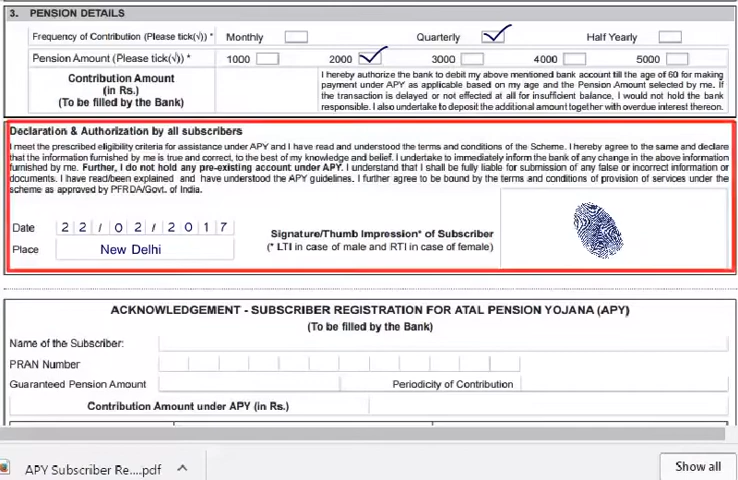 3. PENSION DETAILS
Frequency of Contribution (Please tick(√)) * Monthly Quarterly Half Yearly
Pension Amount (Please tick(√)) * 1000 2000 3000 4000 5000
Contribution Amount
(in Rs.)
(To be filled by the Bank)
I hereby authorize the bank to debit my above mentioned bank account till the age of 60 for making
payment under APY as applicable based on my age and the Pension Amount selected by me. If
the transaction is delayed or not effected at all for insufficient balance, I would not hold the bank
responsible. I also undertake to deposit the additional amount together with overdue interest thereon.
Declaration & Authorization by all subscribers
I meet the prescribed eligibility criteria for assistance under APY and I have read and understood the terms and conditions of the Scheme. I hereby agree to the same and declare
that the information furnished by me is true and correct, to the best of my knowledge and belief. I undertake to immediately inform the bank of any change in the above information
furnished by me. Further, I do not hold any pre-existing account under APY. I understand that I shall be fully liable for submission of any false or incorrect information or
documents. I have read/been explained and have understood the APY guidelines. I further agree to be bound by the terms and conditions of provision of services under the
scheme as approved by PFRDA/Govt. of India.
Date 22/02/2017
Place New Delhi
Signature/Thumb Impression* of Subscriber
(* LTI in case of male and RTI in case of female)
ACKNOWLEDGEMENT - SUBSCRIBER REGISTRATION FOR ATAL PENSION YOJANA (APY)
(To be filled by the Bank)
Name of the Subscriber:
PRAN Number
Guaranteed Pension Amount Periodicity of Contribution
Contribution Amount under APY (in Rs.)
APY Subscriber Re....pdf Show all